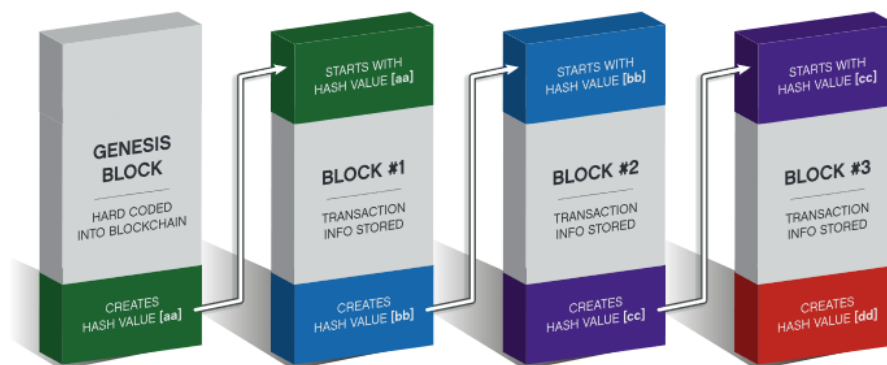 GENESIS
BLOCK
HARD CODED
INTO BLOCKCHAIN
CREATES
HASH VALUE [aa]
STARTS WITH
HASH VALUE [aa]
BLOCK #1
TRANSACTION
INFO STORED
CREATES
HASH VALUE [bb]
STARTS WITH
HASH VALUE [bb]
BLOCK #2
TRANSACTION
INFO STORED
CREATES
HASH VALUE [cc]
STARTS WITH
HASH VALUE [cc]
BLOCK #3
TRANSACTION
INFO STORED
CREATES
HASH VALUE [dd]